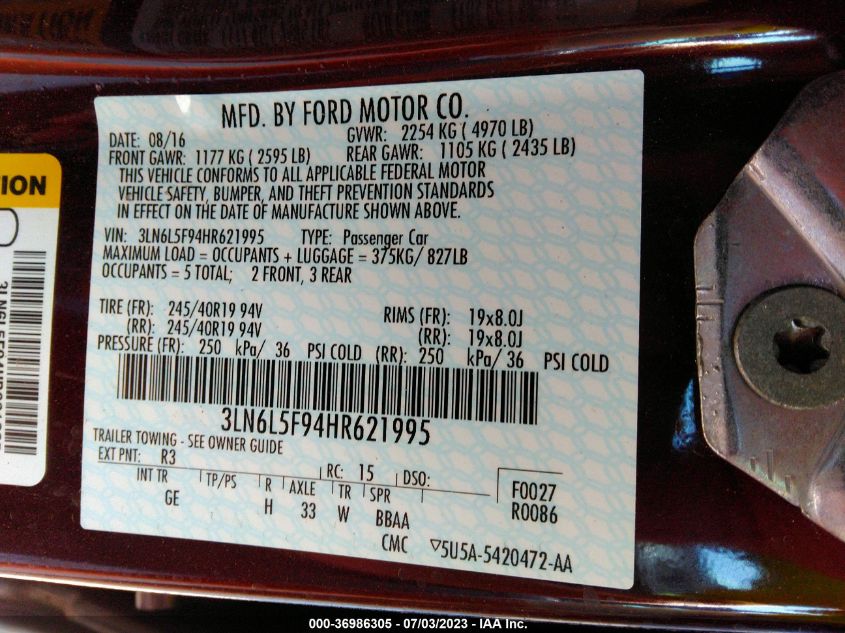 MFD. BY FORD MOTOR CO.
DATE: 08/16 GVWR: 2254 KG ( 4970 LB)
FRONT GAWR: 1177 KG ( 2595 LB) REAR GAWR: 1105 KG ( 2435 LB)
THIS VEHICLE CONFORMS TO ALL APPLICABLE FEDERAL MOTOR
VEHICLE SAFETY, BUMPER, AND THEFT PREVENTION STANDARDS
IN EFFECT ON THE DATE OF MANUFACTURE SHOWN ABOVE.
VIN: 3LN6L5F94HR621995 TYPE: Passenger Car
MAXIMUM LOAD = OCCUPANTS + LUGGAGE = 375KG/ 827LB
OCCUPANTS = 5 TOTAL; 2 FRONT, 3 REAR
TIRE (FR): 245/40R19 94V RIMS (FR): 19x8.0J
(RR): 245/40R19 94V (RR): 19x8.0J
PRESSURE (FR): 250 kPa/ 36 PSI COLD (RR): 250 kPa/ 36 PSI COLD
3LN6L5F94HR621995
TRAILER TOWING - SEE OWNER GUIDE
EXT PNT: R3 RC: 15 DSO:
INT TR TP/PS R AXLE TR SPR F0027
GE H 33 W BBAA R0086
CMC ▽5U5A-5420472-AA
TION
000-36986305 - 07/03/2023 - IAA Inc.